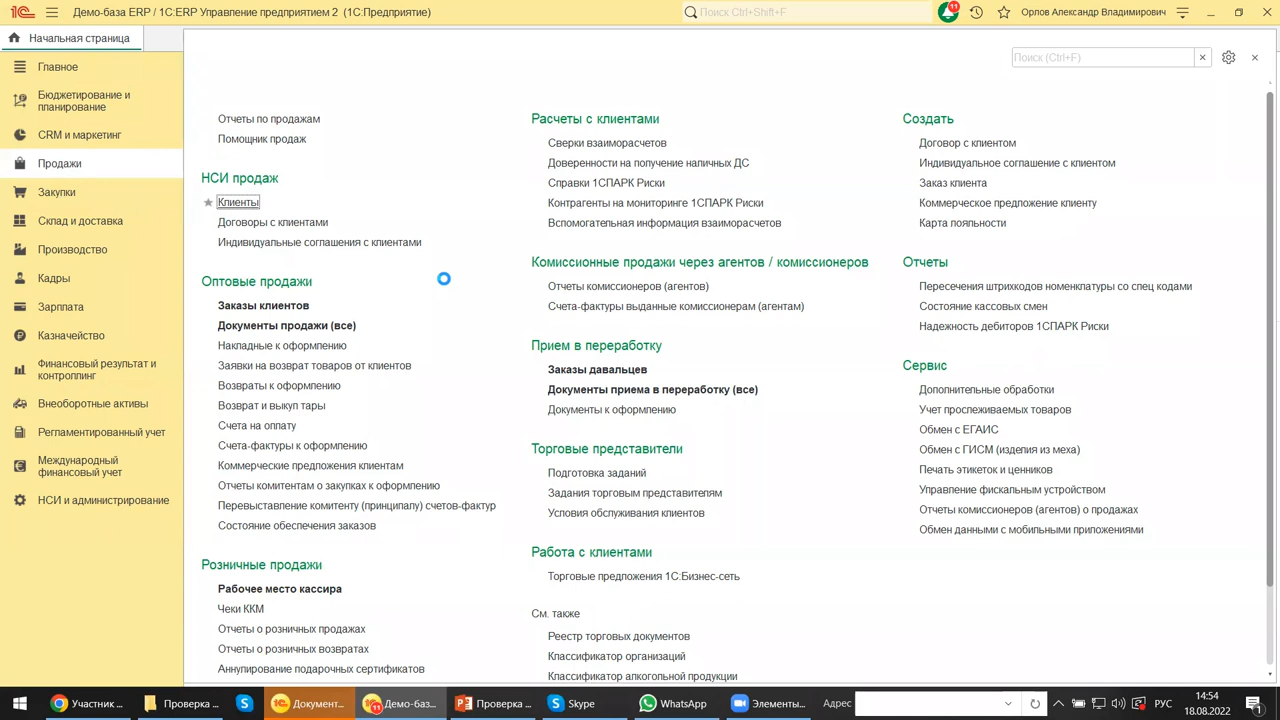 Демо-база ERP / 1С:ERP Управление предприятием 2 (1С:Предприятие)
Поиск Ctrl+Shift+F
11
Орлов Александр Владимирович
Начальная страница
Главное
Бюджетирование и
планирование
CRM и маркетинг
Продажи
Закупки
Склад и доставка
Производство
Кадры
Зарплата
Казначейство
Финансовый результат и
контроллинг
Внеоборотные активы
Регламентированный учет
Международный
финансовый учет
НСИ и администрирование
Поиск (Ctrl+F)
Отчеты по продажам
Помощник продаж
НСИ продаж
Клиенты
Договоры с клиентами
Индивидуальные соглашения с клиентами
Оптовые продажи
Заказы клиентов
Документы продажи (все)
Накладные к оформлению
Заявки на возврат товаров от клиентов
Возвраты к оформлению
Возврат и выкуп тары
Счета на оплату
Счета-фактуры к оформлению
Коммерческие предложения клиентам
Отчеты комитентам о закупках к оформлению
Перевыставление комитенту (принципалу) счетов-фактур
Состояние обеспечения заказов
Розничные продажи
Рабочее место кассира
Чеки ККМ
Отчеты о розничных продажах
Отчеты о розничных возвратах
Аннулирование подарочных сертификатов
Расчеты с клиентами
Сверки взаиморасчетов
Доверенности на получение наличных ДС
Справки 1СПАРК Риски
Контрагенты на мониторинге 1СПАРК Риски
Вспомогательная информация взаиморасчетов
Комиссионные продажи через агентов / комиссионеров
Отчеты комиссионеров (агентов)
Счета-фактуры выданные комиссионерам (агентам)
Прием в переработку
Заказы давальцев
Документы приема в переработку (все)
Документы к оформлению
Торговые представители
Подготовка заданий
Задания торговым представителям
Условия обслуживания клиентов
Работа с клиентами
Торговые предложения 1С:Бизнес-сеть
См. также
Реестр торговых документов
Классификатор организаций
Классификатор алкогольной продукции
Создать
Договор с клиентом
Индивидуальное соглашение с клиентом
Заказ клиента
Коммерческое предложение клиенту
Карта лояльности
Отчеты
Пересечения штрихкодов номенклатуры со спец кодами
Состояние кассовых смен
Надежность дебиторов 1СПАРК Риски
Сервис
Дополнительные обработки
Учет прослеживаемых товаров
Обмен с ЕГАИС
Обмен с ГИСМ (изделия из меха)
Печать этикеток и ценников
Управление фискальным устройством
Отчеты комиссионеров (агентов) о продажах
Обмен данными с мобильными приложениями
Участник ...
Проверка ...
Документ...
Демо-баз...
Проверка ...
Skype
WhatsApp
Элементы...
Адрес
РУС
14:54
18.08.2022